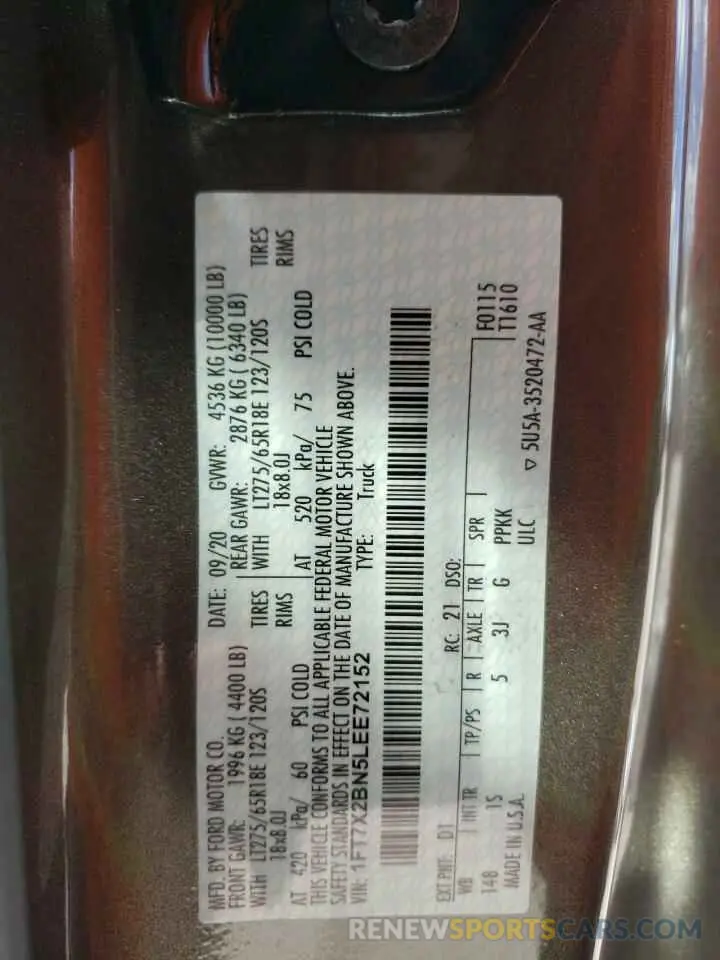 MFD. BY FORD MOTOR CO.
DATE: 09/20 GVWR: 4536 KG (10000 LB)
FRONT GAWR: 1996 KG ( 4400 LB) REAR GAWR: 2876 KG ( 6340 LB)
WITH LT275/65R18E 123/120S TIRES WITH LT275/65R18E 123/120S TIRES
18x8.0J RIMS 18x8.0J RIMS
AT 420 kPa/ 60 PSI COLD AT 520 kPa/ 75 PSI COLD
THIS VEHICLE CONFORMS TO ALL APPLICABLE FEDERAL MOTOR VEHICLE
SAFETY STANDARDS IN EFFECT ON THE DATE OF MANUFACTURE SHOWN ABOVE.
VIN: 1FT7X2BN5LEE72152 TYPE: Truck
EXT PNT: D1 RC: 21 DSO:
WB INT TR TP/PS R AXLE TR SPR F0115
148 1S 5 3J G PPKK T1610
MADE IN U.S.A. ULC
▽ 5U5A-3520472-AA
RENEWSPORTSCARS.COM